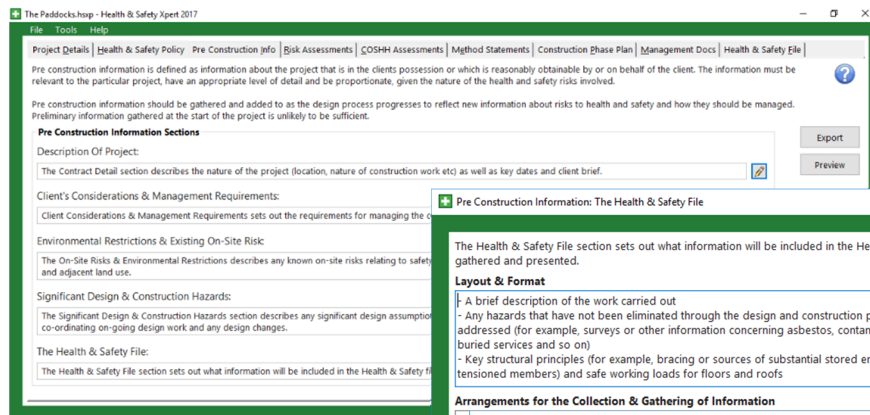 The Paddocks.hsxp - Health & Safety Xpert 2017
File Tools Help
Project Details Health & Safety Policy Pre Construction Info Risk Assessments COSHH Assessments Method Statements Construction Phase Plan Management Docs Health & Safety File
Pre construction information is defined as information about the project that is in the clients possession or which is reasonably obtainable by or on behalf of the client. The information must be
relevant to the particular project, have an appropriate level of detail and be proportionate, given the nature of the health and safety risks involved.
Pre construction information should be gathered and added to as the design process progresses to reflect new information about risks to health and safety and how they should be managed.
Preliminary information gathered at the start of the project is unlikely to be sufficient.
Pre Construction Information Sections
Export
Description Of Project:
Preview
The Contract Detail section describes the nature of the project (location, nature of construction work etc) as well as key dates and client brief.
Client's Considerations & Management Requirements:
Client Considerations & Management Requirements sets out the requirements for managing the
Environmental Restrictions & Existing On-Site Risk:
The On-Site Risks & Environmental Restrictions describes any known on-site risks relating to safety
and adjacent land use.
Significant Design & Construction Hazards:
The Significant Design & Construction Hazards section describes any significant design
co-ordinating on-going design work and any design changes.
The Health & Safety File:
The Health & Safety File section sets out what information will be included in the Health & Safety
Pre Construction Information: The Health & Safety File
The Health & Safety File section sets out what information will be included in the
gathered and presented.
Layout & Format
- A brief description of the work carried out
- Any hazards that have not been eliminated through the design and construction
addressed (for example, surveys or other information concerning asbestos,
buried services and so on)
- Key structural principles (for example, bracing or sources of substantial stored
tensioned members) and safe working loads for floors and roofs
Arrangements for the Collection & Gathering of Information